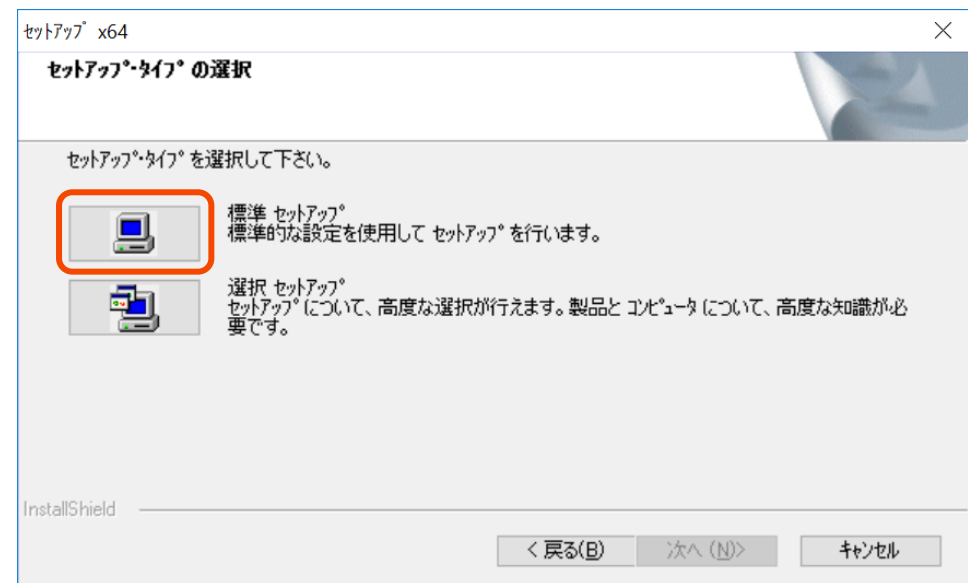 ｾｯﾄｱｯﾌﾟ x64
ｾｯﾄｱｯﾌﾟ･ﾀｲﾌﾟの選択
ｾｯﾄｱｯﾌﾟ･ﾀｲﾌﾟを選択して下さい。
標準 ｾｯﾄｱｯﾌﾟ
標準的な設定を使用して ｾｯﾄｱｯﾌﾟを行います。
選択 ｾｯﾄｱｯﾌﾟ
ｾｯﾄｱｯﾌﾟについて、高度な選択が行えます。製品と ｺﾝﾋﾟｭｰﾀ について、高度な知識が必
要です。
InstallShield
< 戻る(B) 次へ (N)> ｷｬﾝｾﾙ